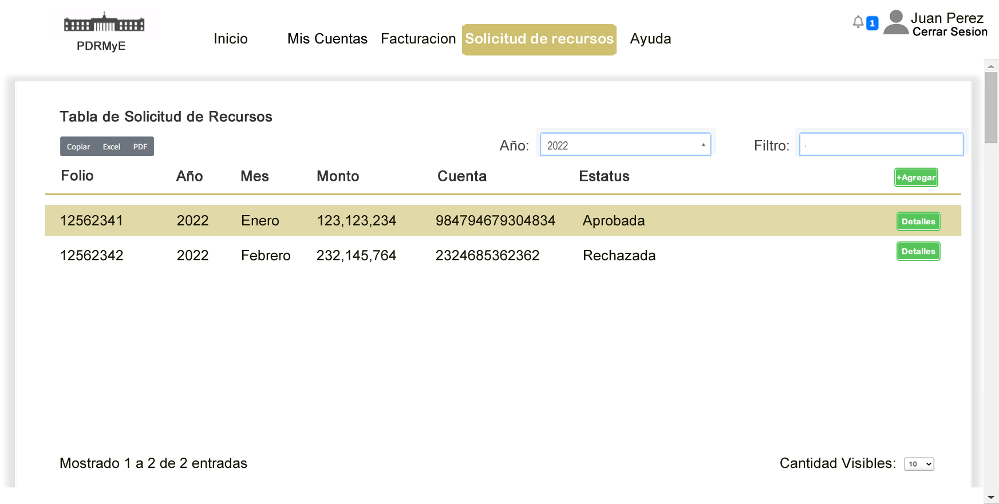 PDRMyE
Inicio Mis Cuentas Facturacion Solicitud de recursos Ayuda
1 Juan Perez
Cerrar Sesion
Tabla de Solicitud de Recursos
Copiar Excel PDF Año: 2022 Filtro:
Folio Año Mes Monto Cuenta Estatus +Agregar
12562341 2022 Enero 123,123,234 984794679304834 Aprobada Detalles
12562342 2022 Febrero 232,145,764 2324685362362 Rechazada Detalles
Mostrado 1 a 2 de 2 entradas Cantidad Visibles: 10